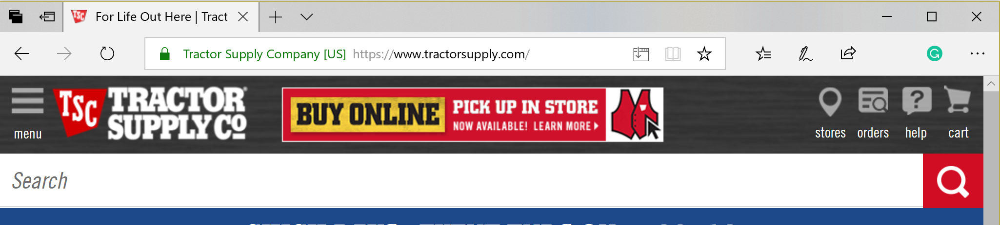 For Life Out Here | Tract
Tractor Supply Company [US] https://www.tractorsupply.com/
menu
TSC TRACTOR SUPPLY CO
BUY ONLINE
PICK UP IN STORE
NOW AVAILABLE! LEARN MORE
stores orders help cart
Search